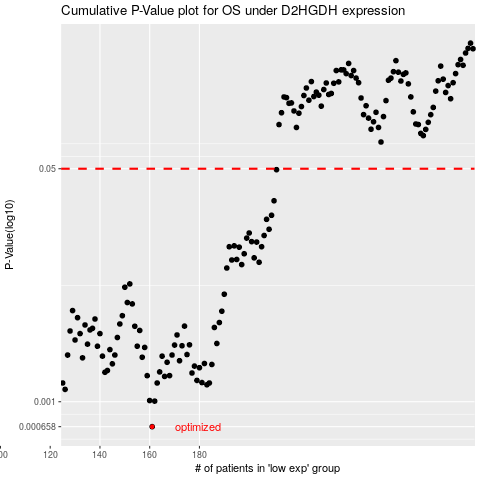 Cumulative P-Value plot for OS under D2HGDH expression
P-Value(log10)
0.05
0.001
0.000658
optimized
00 120 140 160 180
# of patients in 'low exp' group